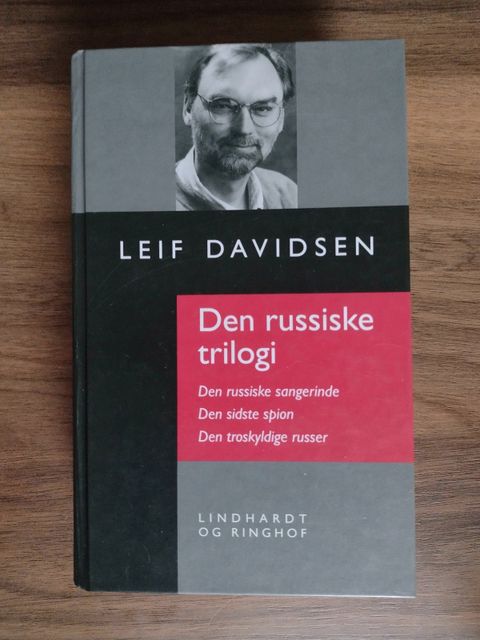 LEIF DAVIDSEN
Den russiske
trilogi
Den russiske sangerinde
Den sidste spion
Den troskyldige russer
LINDHARDT
OG RINGHOF